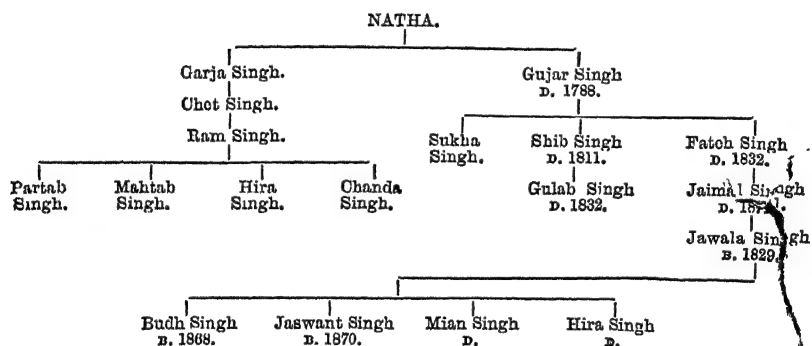 NATHA.
Garja Singh.
Gujar Singh
D. 1788.
Chet Singh.
Ram Singh.
Sukha Singh.
Shib Singh
D. 1811.
Fateh Singh
D. 1832.
Partab Singh.
Mahtab Singh.
Hira Singh.
Chanda Singh.
Gulab Singh
D. 1832.
Jaimal Singh
Jawala Singh
B. 1829.
Budh Singh
B. 1868.
Jaswant Singh
B. 1870.
Mian Singh
D.
Hira Singh
D.